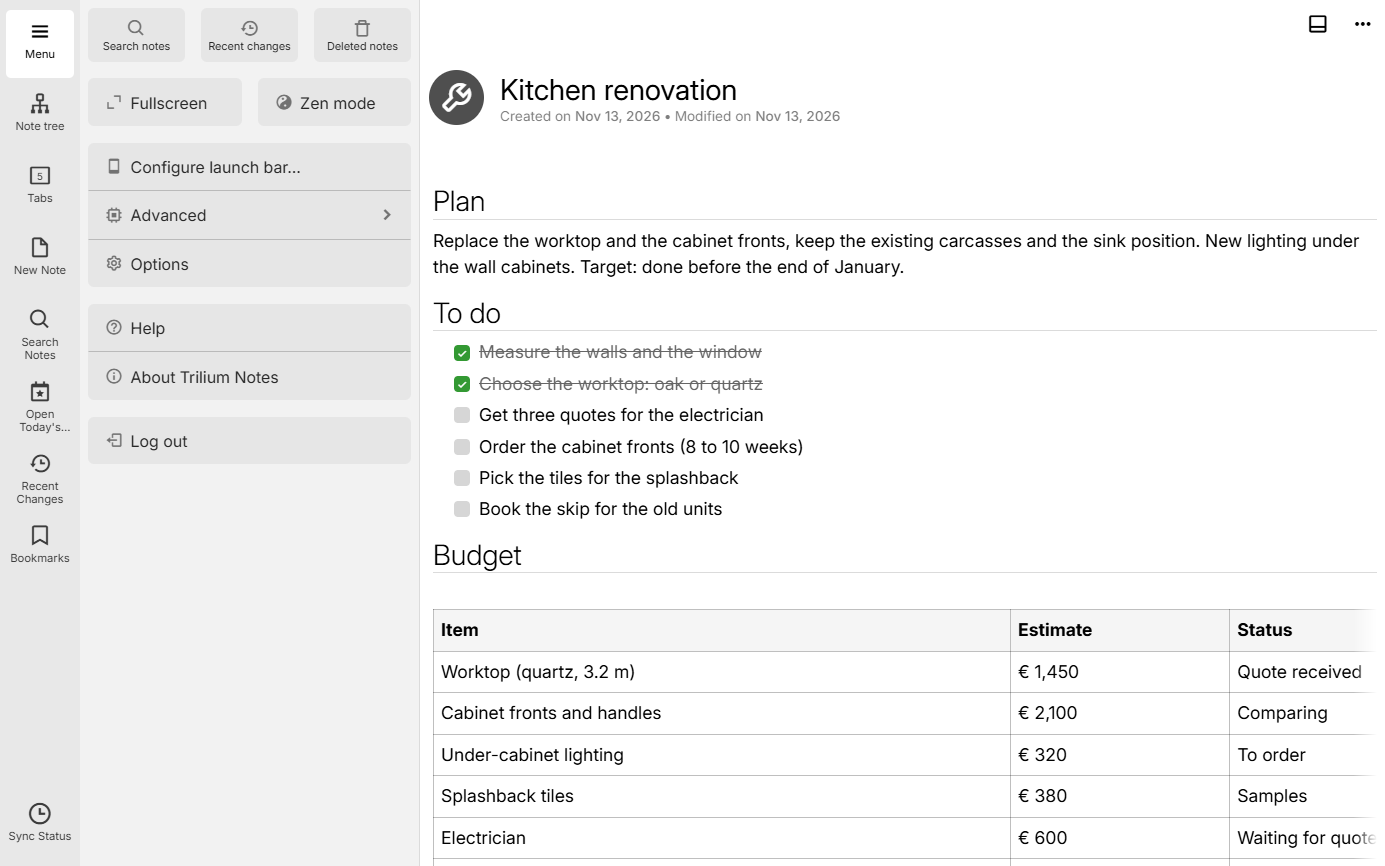 Menu
Note tree
5
Tabs
New Note
Search
Notes
Open
Today's...
Recent
Changes
Bookmarks
Sync Status
Search notes
Recent changes
Deleted notes
Fullscreen
Zen mode
Configure launch bar...
Advanced
Options
Help
About Trilium Notes
Log out
Kitchen renovation
Created on Nov 13, 2026 • Modified on Nov 13, 2026
Plan
Replace the worktop and the cabinet fronts, keep the existing carcasses and the sink position. New lighting under
the wall cabinets. Target: done before the end of January.
To do
Measure the walls and the window
Choose the worktop: oak or quartz
Get three quotes for the electrician
Order the cabinet fronts (8 to 10 weeks)
Pick the tiles for the splashback
Book the skip for the old units
Budget
Item Estimate Status
Worktop (quartz, 3.2 m) € 1,450 Quote received
Cabinet fronts and handles € 2,100 Comparing
Under-cabinet lighting € 320 To order
Splashback tiles € 380 Samples
Electrician € 600 Waiting for quote